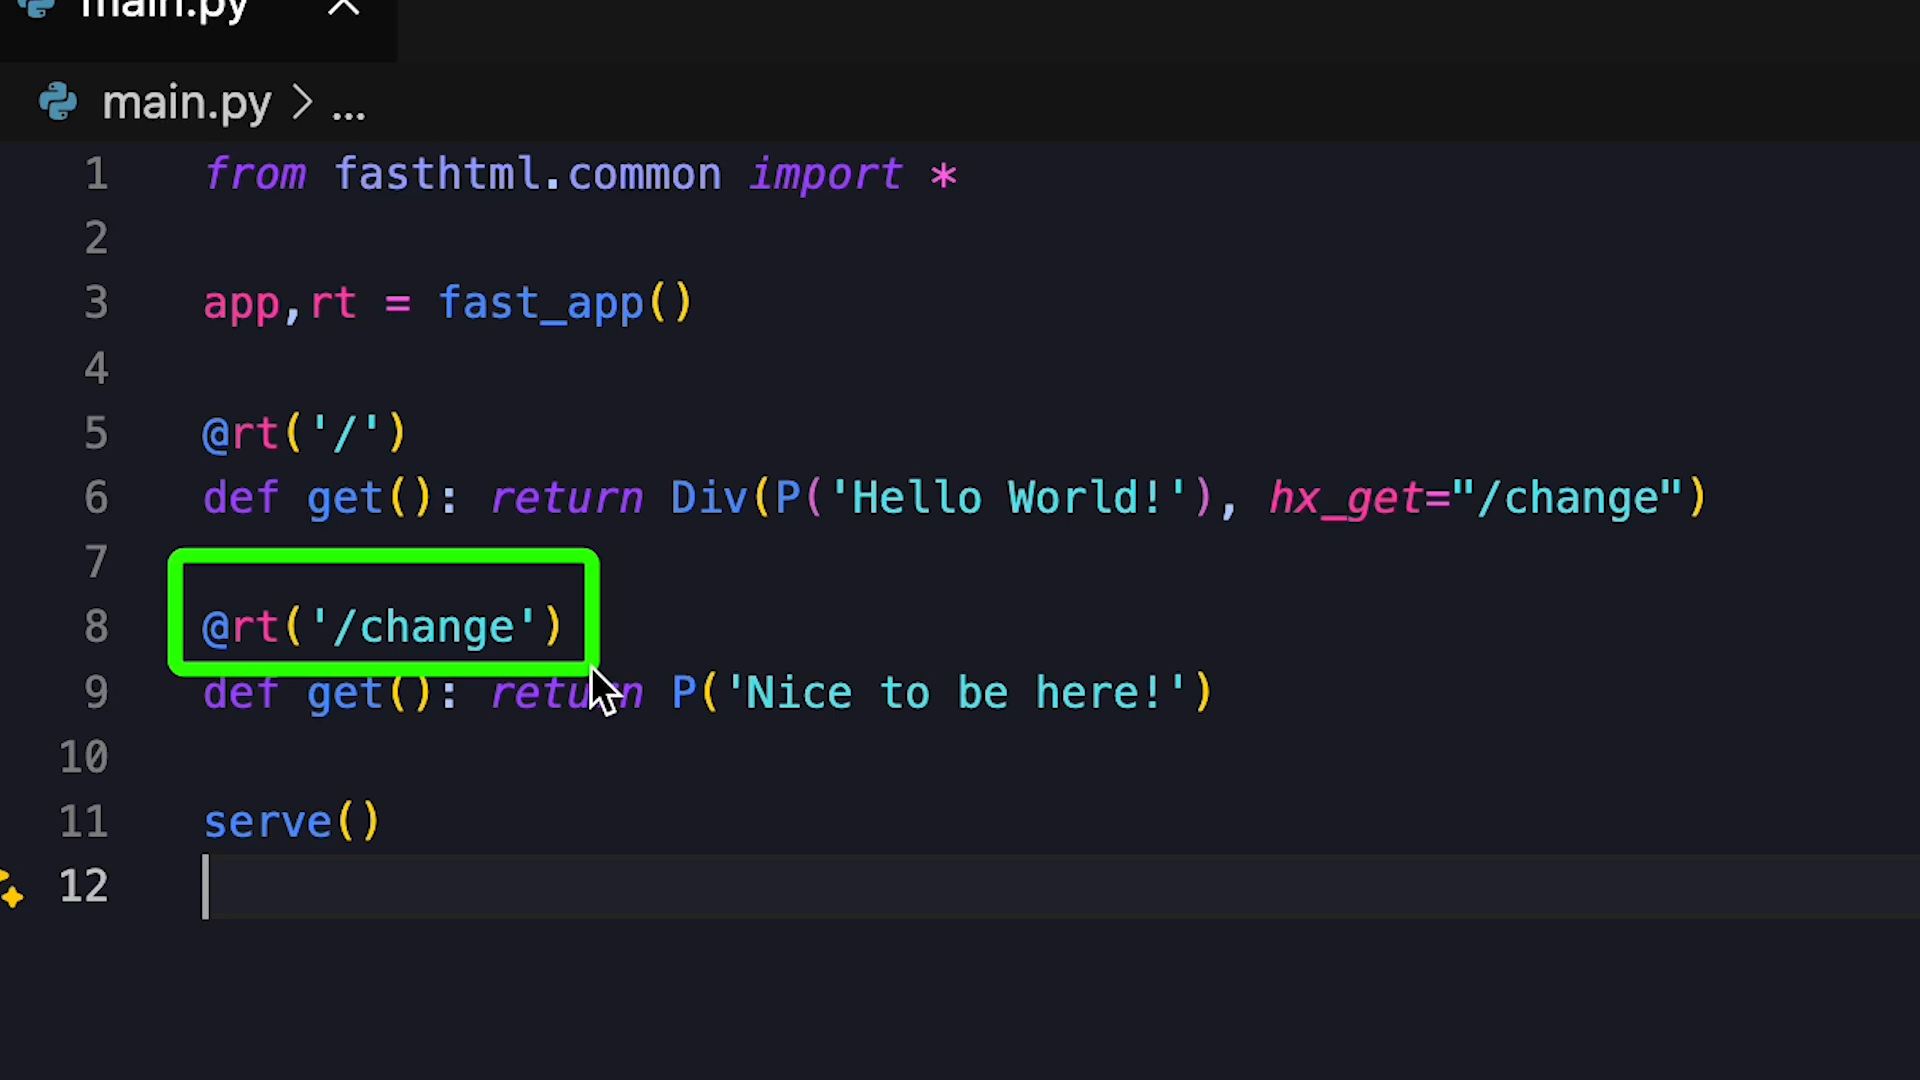 main.py
main.py > ...
1 from fasthtml.common import *
2
3 app,rt = fast_app()
4
5 @rt('/')
6 def get(): return Div(P('Hello World!'), hx_get="/change")
7
8 @rt('/change')
9 def get(): return P('Nice to be here!')
10
11 serve()
12